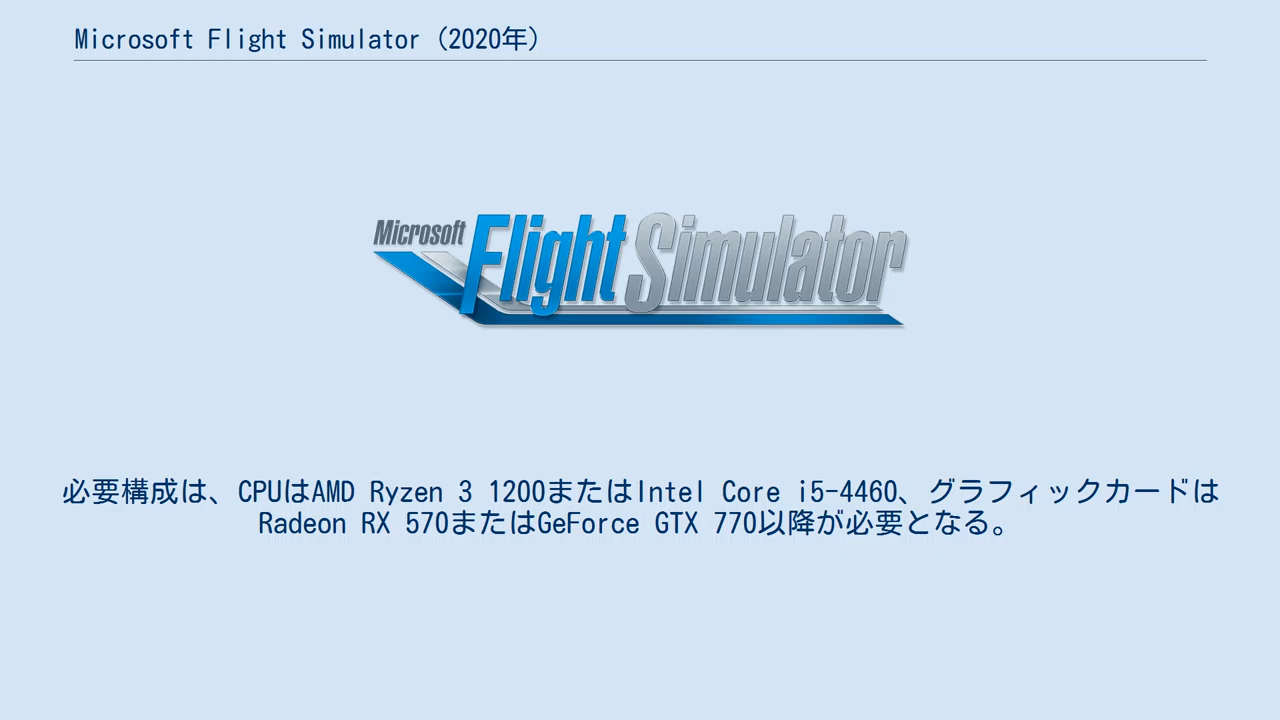 Microsoft Flight Simulator（2020年）
Microsoft Flight Simulator
必要構成は、CPUはAMD Ryzen 3 1200またはIntel Core i5-4460、グラフィックカードは
Radeon RX 570またはGeForce GTX 770以降が必要となる。